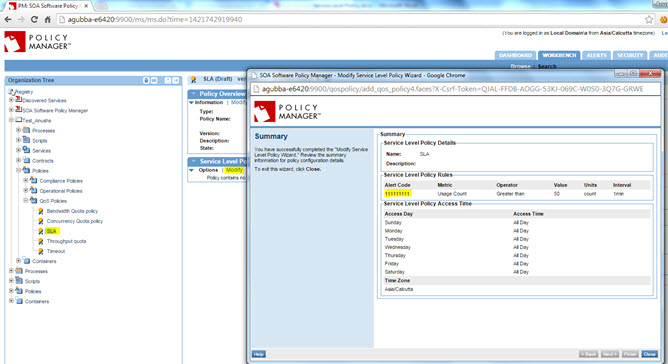 PM: SOA Software Policy M
agubba-e6420:9900/ms/ms.do?time=1421742919940
POLICY
MANAGER
(You are logged in as Local Domain\a from Asia/Calcutta timezone)
DASHBOARD WORKBENCH ALERTS SECURITY
Browse Search
Organization Tree
Registry
Discovered Services
SOA Software Policy Manager
Test_Anusha
Processes
Scripts
Services
Contracts
Policies
Compliance Policies
Operational Policies
QoS Policies
Bandwidth Quota policy
Concurrency Quota policy
SLA
Throughput quota
Timeout
Containers
Processes
Scripts
Policies
Containers
SLA (Draft)
Policy Overview
Information | Modify
Type:
Policy Name:
Version:
Description:
State:
Service Level Po
Options | Modify
Policy contains no
SOA Software Policy Manager - Modify Service Level Policy Wizard - Google Chrome
agubba-e6420:9900/qospolicy/add_qos_policy4.faces?X-Csrf-Token=QJAL-FFDB-AOGG-53KJ-069C-W0S0-3Q7G-GRWE
POLICY
MANAGER
Summary
You have successfully completed the "Modify Service
Level Policy Wizard." Review the summary
information for policy configuration details.
To exit this wizard, click Close.
Summary
Service Level Policy Details
Name: SLA
Description:
Service Level Policy Rules
Alert Code Metric Operator Value Units Interval
111111111 Usage Count Greater than 50 count 1min
Service Level Policy Access Time
Access Day Access Time
Sunday All Day
Monday All Day
Tuesday All Day
Wednesday All Day
Thursday All Day
Friday All Day
Saturday All Day
Time Zone
Asia/Calcutta
Help
< Back Next > Finish Close